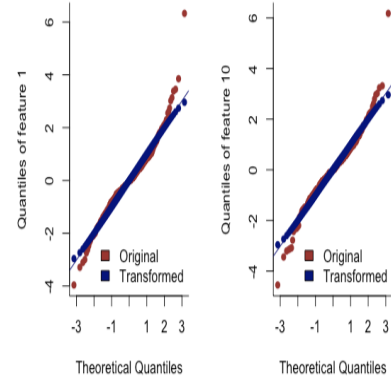 Quantiles of feature 1
6
4
2
0
-2
-4
Original
Transformed
-3 -1 1 2 3
Theoretical Quantiles
Quantiles of feature 10
6
4
2
0
-2
-4
Original
Transformed
-3 -1 1 2 3
Theoretical Quantiles